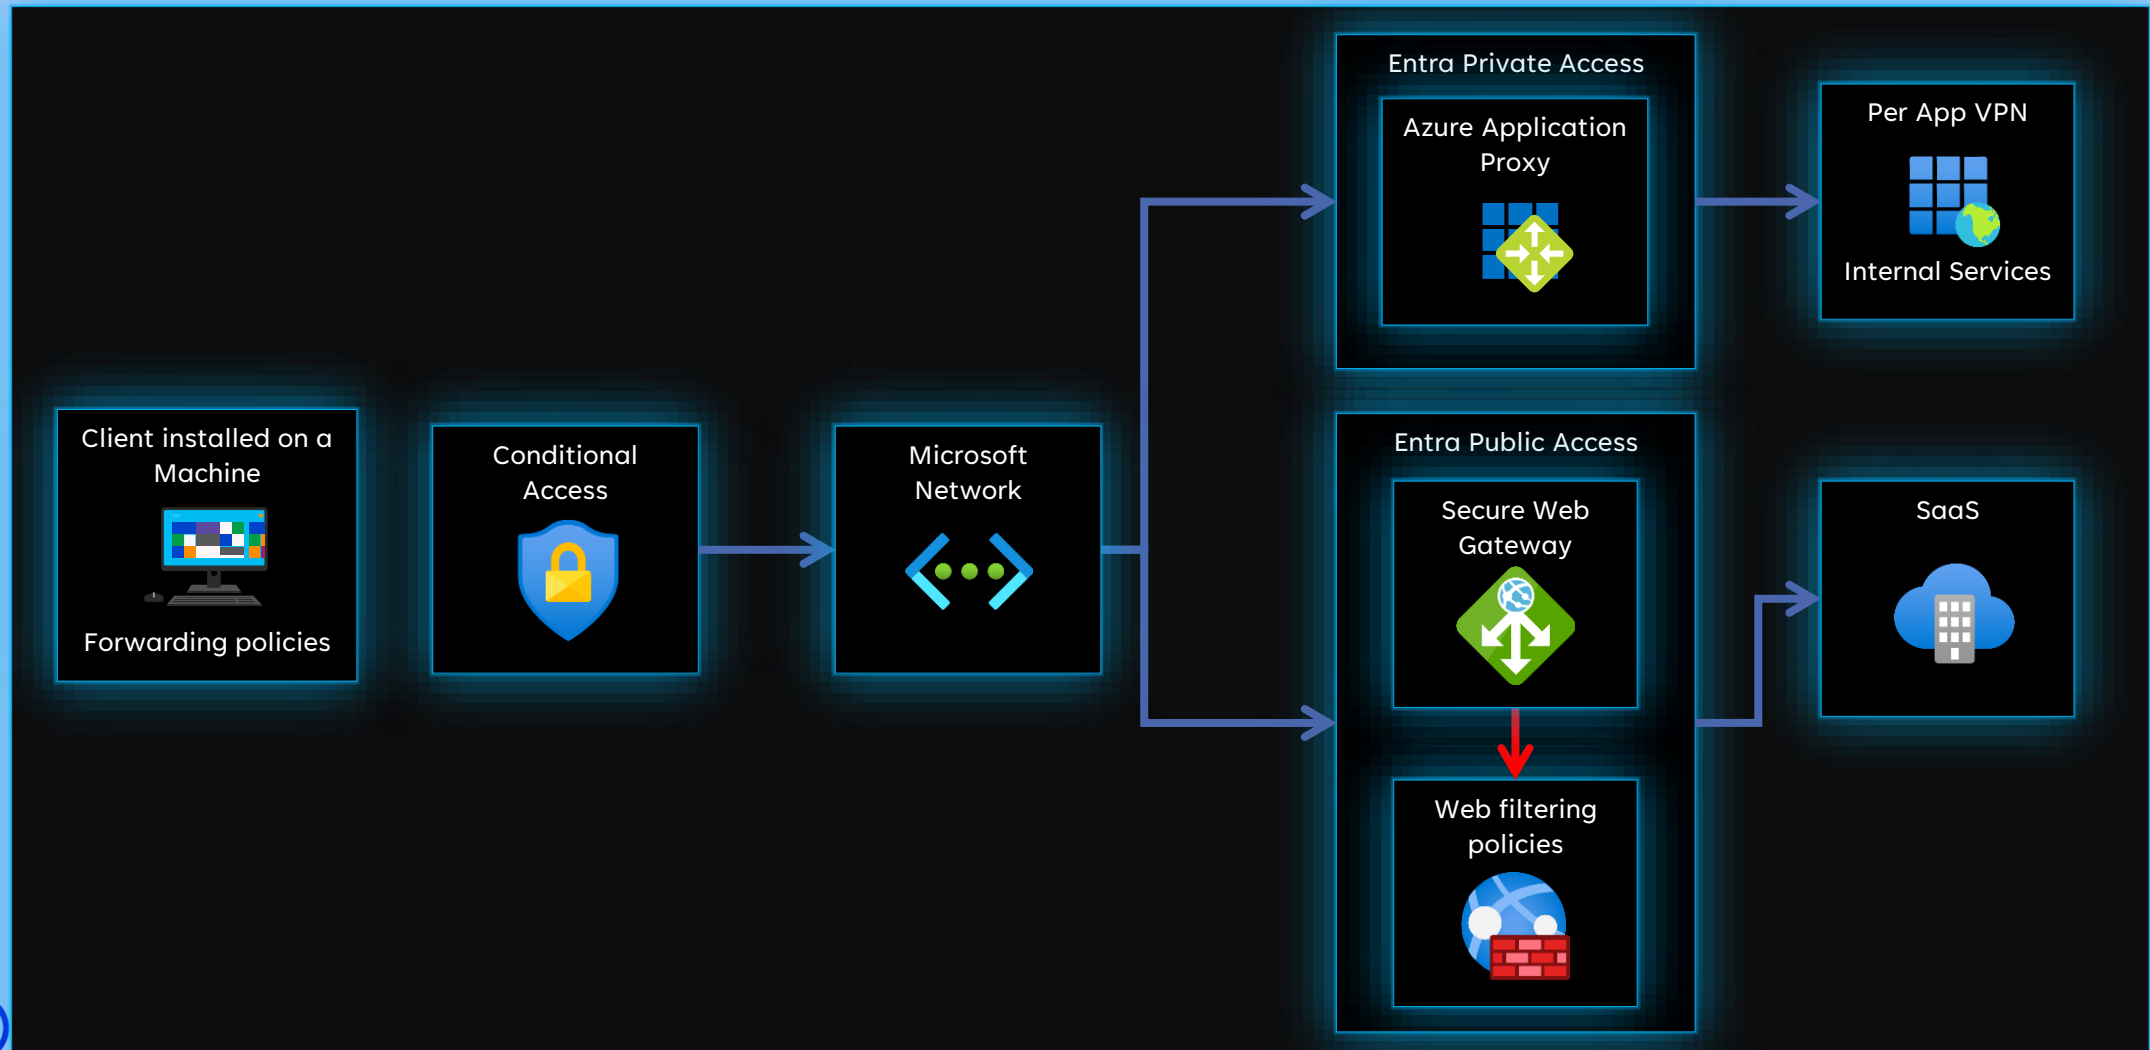 Client installed on a
Machine
Forwarding policies
Conditional
Access
Microsoft
Network
Entra Private Access
Azure Application
Proxy
Per App VPN
Internal Services
Entra Public Access
Secure Web
Gateway
Web filtering
policies
SaaS